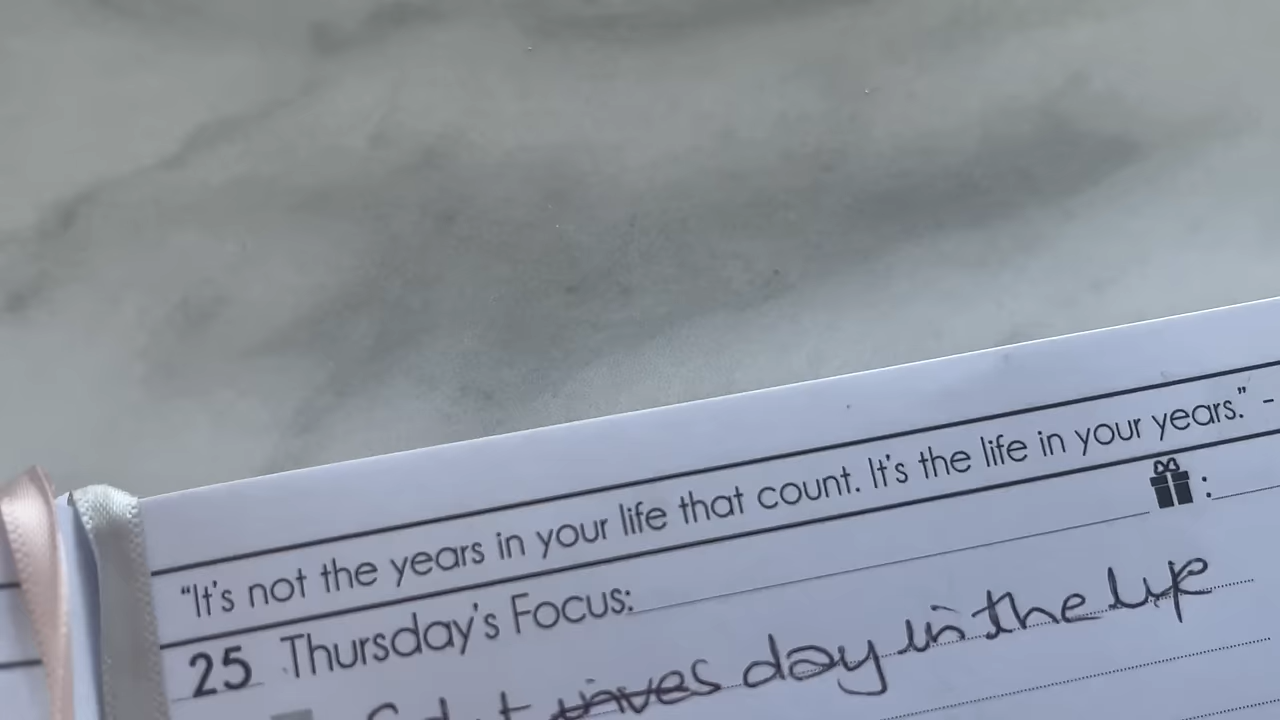 “It's not the years in your life that count. It's the life in your years.” -
25 Thursday's Focus:
:
day in the life